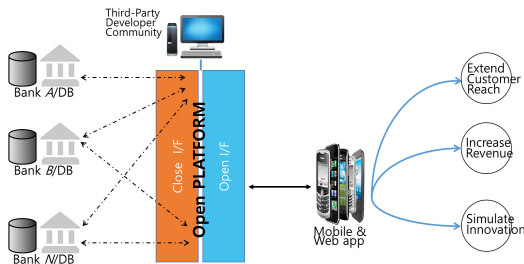 Third-Party
Developer
Community
Bank A/DB
Bank B/DB
Bank N/DB
Close I/F
Open PLATFORM
Open I/F
Mobile &
Web app
Extend
Customer
Reach
Increase
Revenue
Simulate
Innovation